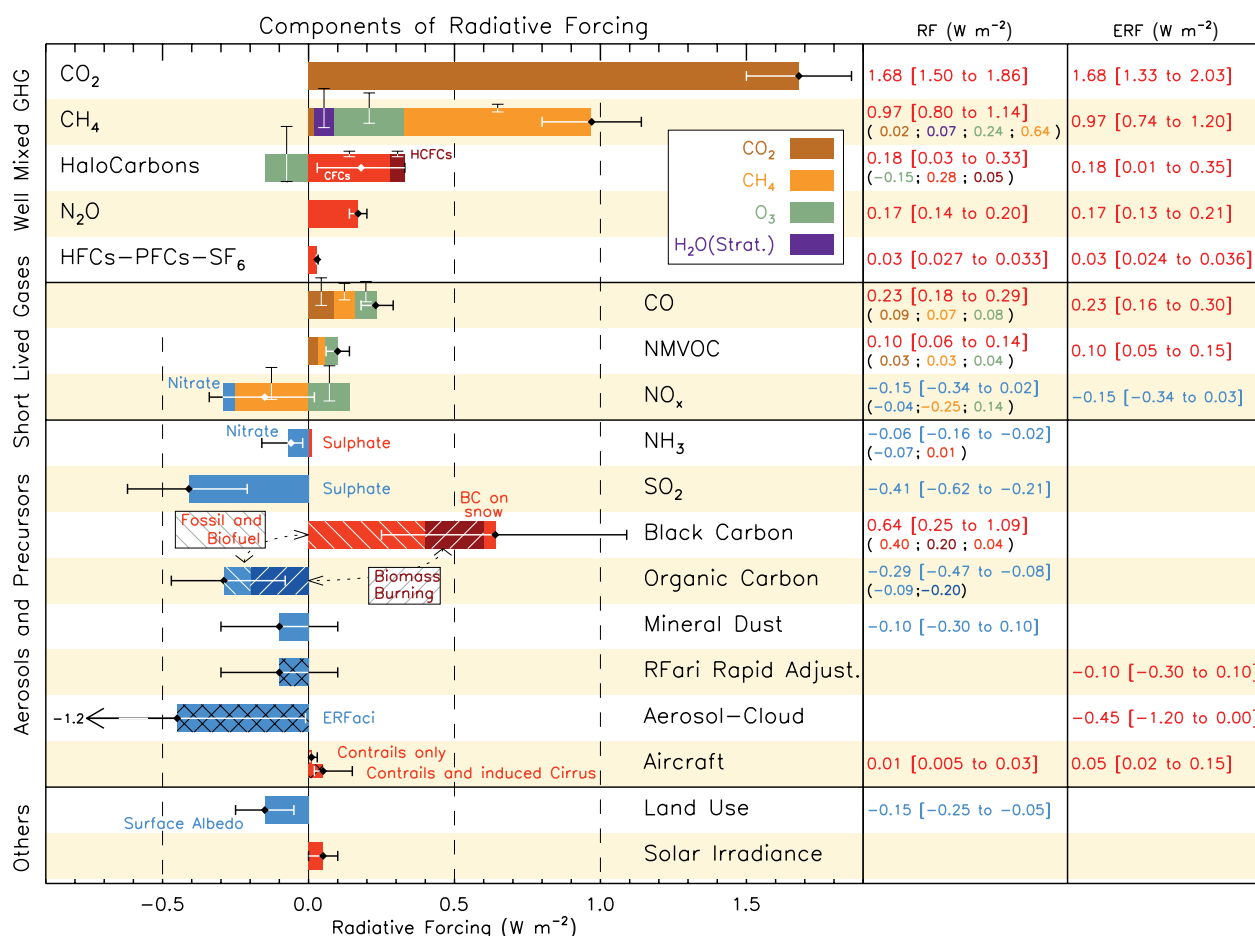 Components of Radiative Forcing
RF (W m⁻²)
ERF (W m⁻²)
Well Mixed GHG
CO₂
1.68 [1.50 to 1.86]
1.68 [1.33 to 2.03]
CH₄
0.97 [0.80 to 1.14]
( 0.02 ; 0.07 ; 0.24 ; 0.64 )
0.97 [0.74 to 1.20]
HaloCarbons
CFCs
HCFCs
0.18 [0.03 to 0.33]
(−0.15; 0.28 ; 0.05 )
0.18 [0.01 to 0.35]
N₂O
0.17 [0.14 to 0.20]
0.17 [0.13 to 0.21]
HFCs−PFCs−SF₆
0.03 [0.027 to 0.033]
0.03 [0.024 to 0.036]
CO₂
CH₄
O₃
H₂O(Strat.)
Short Lived Gases
CO
0.23 [0.18 to 0.29]
( 0.09 ; 0.07 ; 0.08 )
0.23 [0.16 to 0.30]
NMVOC
0.10 [0.06 to 0.14]
( 0.03 ; 0.03 ; 0.04 )
0.10 [0.05 to 0.15]
Nitrate
NOₓ
−0.15 [−0.34 to 0.02]
(−0.04;−0.25; 0.14 )
−0.15 [−0.34 to 0.03]
Aerosols and Precursors
Nitrate
Sulphate
NH₃
−0.06 [−0.16 to −0.02]
(−0.07; 0.01 )
Sulphate
SO₂
−0.41 [−0.62 to −0.21]
Fossil and
Biofuel
BC on
snow
Black Carbon
0.64 [0.25 to 1.09]
( 0.40; 0.20; 0.04 )
Biomass
Burning
Organic Carbon
−0.29 [−0.47 to −0.08]
(−0.09;−0.20)
Mineral Dust
−0.10 [−0.30 to 0.10]
RFari Rapid Adjust.
−0.10 [−0.30 to 0.10]
−1.2
ERFaci
Aerosol−Cloud
−0.45 [−1.20 to 0.00]
Contrails only
Contrails and induced Cirrus
Aircraft
0.01 [0.005 to 0.03]
0.05 [0.02 to 0.15]
Others
Surface Albedo
Land Use
−0.15 [−0.25 to −0.05]
Solar Irradiance
−0.5
0.0
0.5
1.0
1.5
Radiative Forcing (W m⁻²)